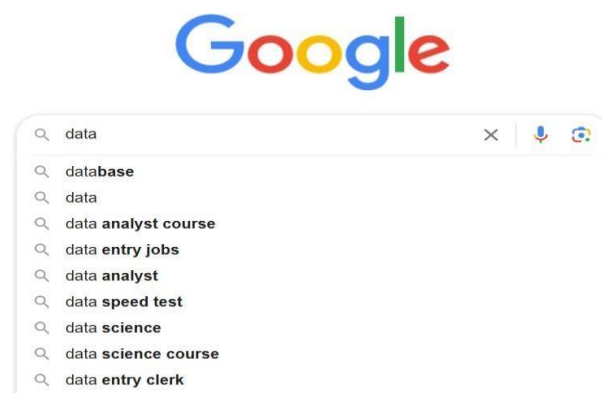 Google
data
database
data
data analyst course
data entry jobs
data analyst
data speed test
data science
data science course
data entry clerk